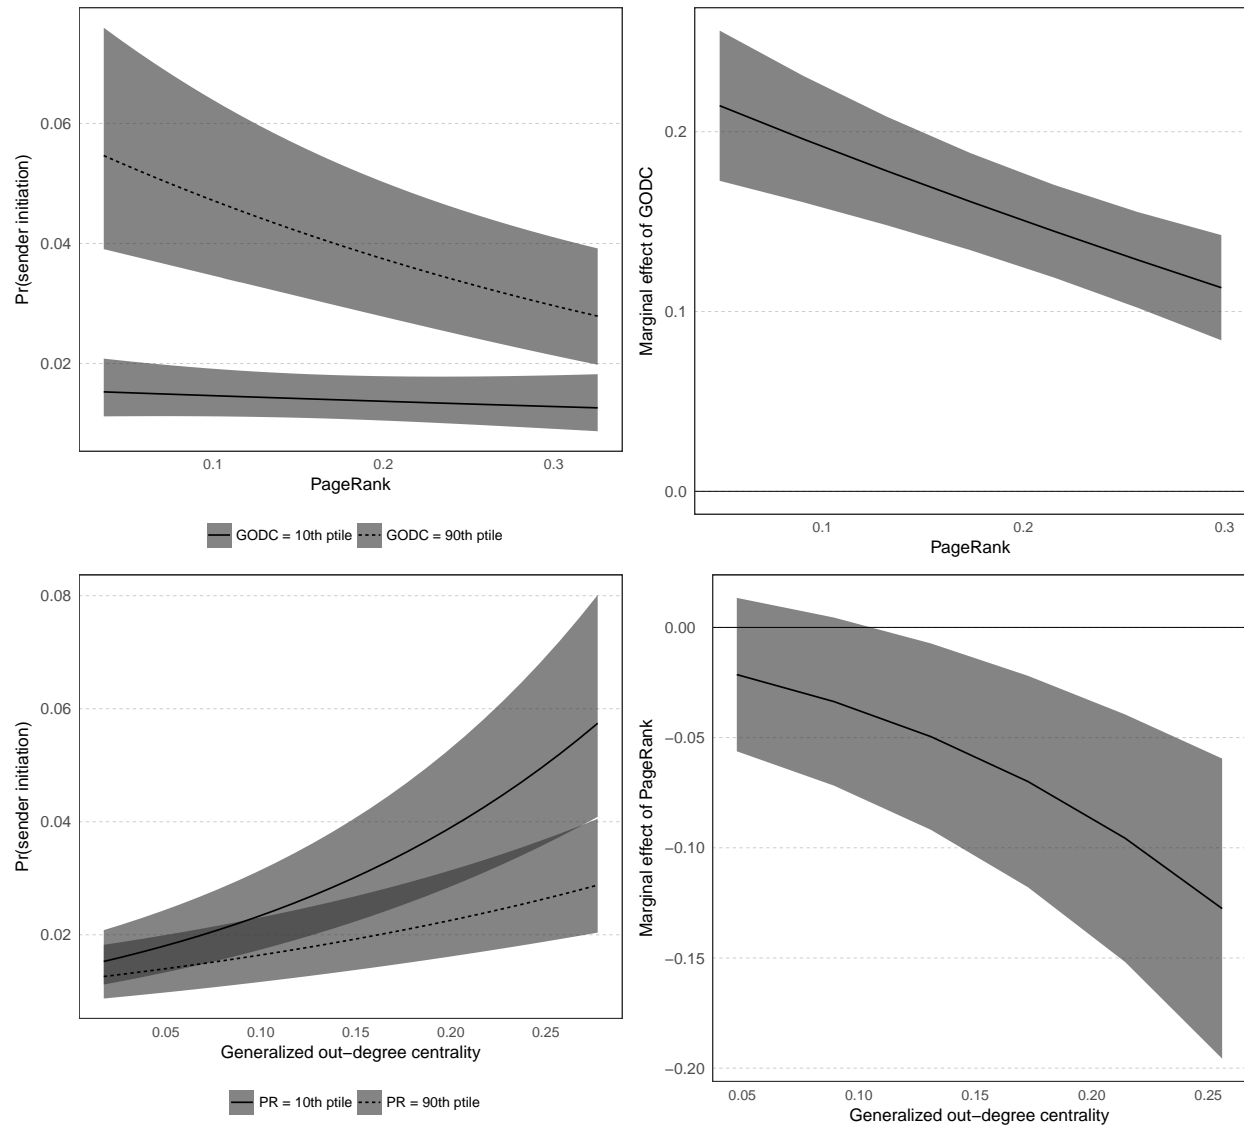 Pr(sender initiation)
0.06
0.04
0.02
0.1 0.2 0.3
PageRank
GODC = 10th ptile GODC = 90th ptile
Marginal effect of GODC
0.2
0.1
0.0
0.1 0.2 0.3
PageRank
Pr(sender initiation)
0.08
0.06
0.04
0.02
0.05 0.10 0.15 0.20 0.25
Generalized out−degree centrality
PR = 10th ptile PR = 90th ptile
Marginal effect of PageRank
0.00
−0.05
−0.10
−0.15
−0.20
0.05 0.10 0.15 0.20 0.25
Generalized out−degree centrality